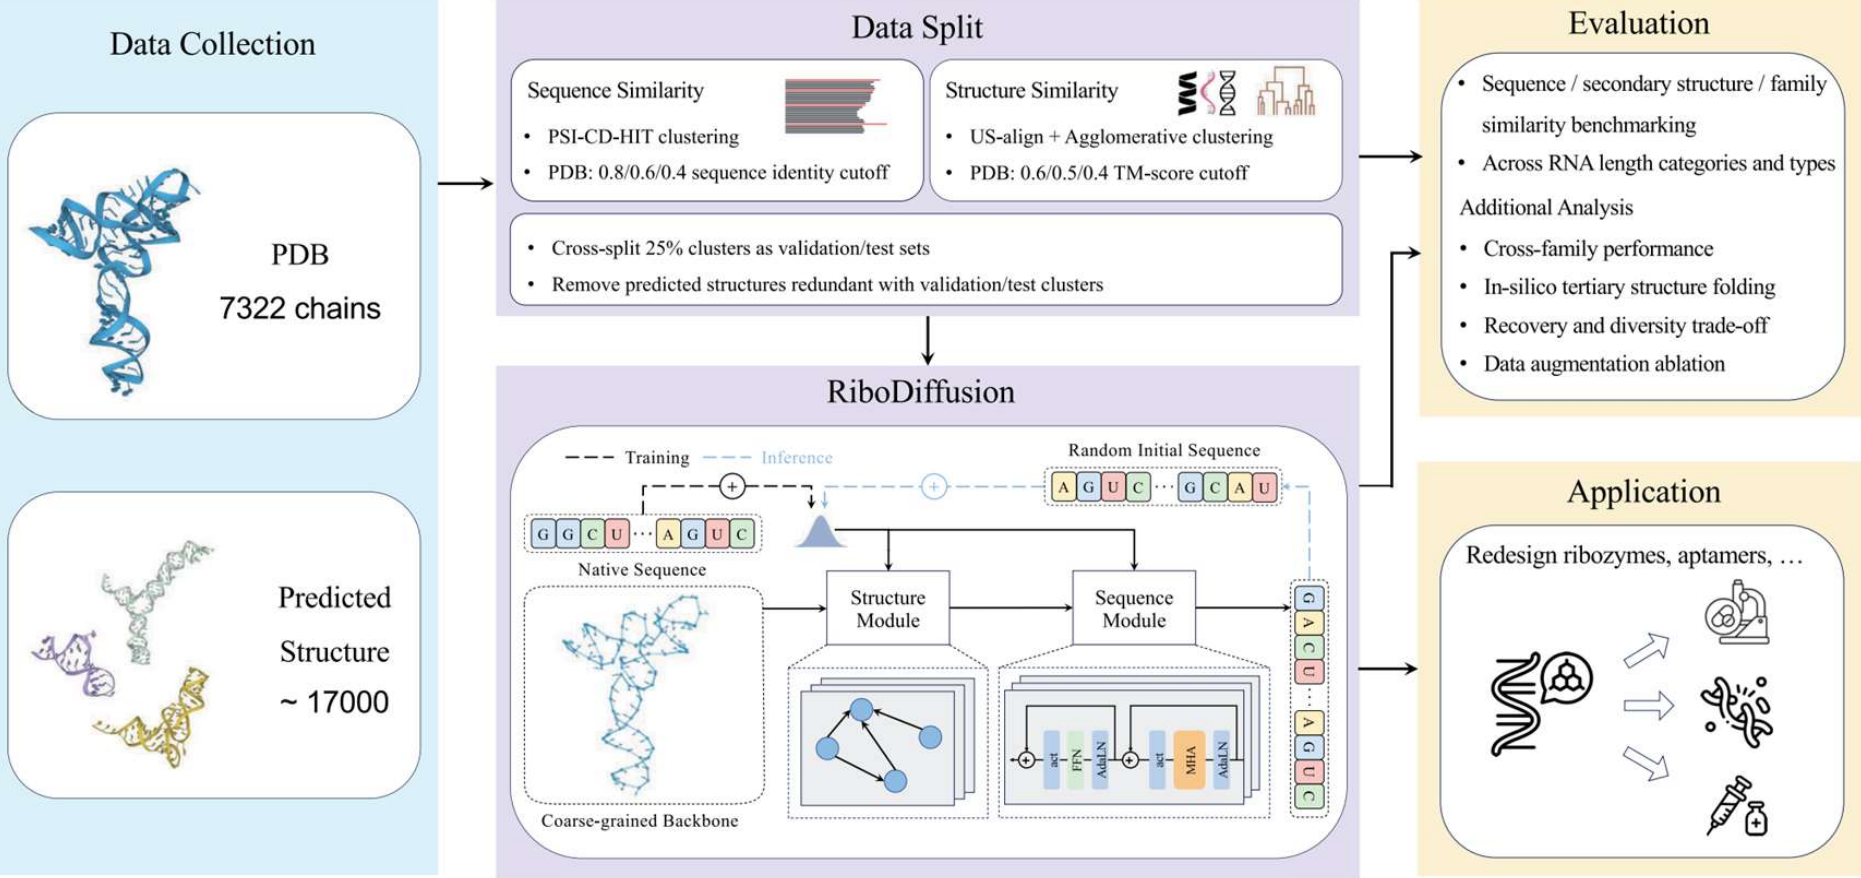 Data Collection
PDB
7322 chains
Predicted
Structure
~ 17000
Data Split
Sequence Similarity
• PSI-CD-HIT clustering
• PDB: 0.8/0.6/0.4 sequence identity cutoff
Structure Similarity
• US-align + Agglomerative clustering
• PDB: 0.6/0.5/0.4 TM-score cutoff
• Cross-split 25% clusters as validation/test sets
• Remove predicted structures redundant with validation/test clusters
RiboDiffusion
Training
Inference
Random Initial Sequence
A G U C ··· G C A U
G G C U ··· A G U C
Native Sequence
Structure
Module
Sequence
Module
Coarse-grained Backbone
act FFN AdaLN act MHA AdaLN
G A C U ··· A G U C
Evaluation
• Sequence / secondary structure / family
similarity benchmarking
• Across RNA length categories and types
Additional Analysis
• Cross-family performance
• In-silico tertiary structure folding
• Recovery and diversity trade-off
• Data augmentation ablation
Application
Redesign ribozymes, aptamers, …